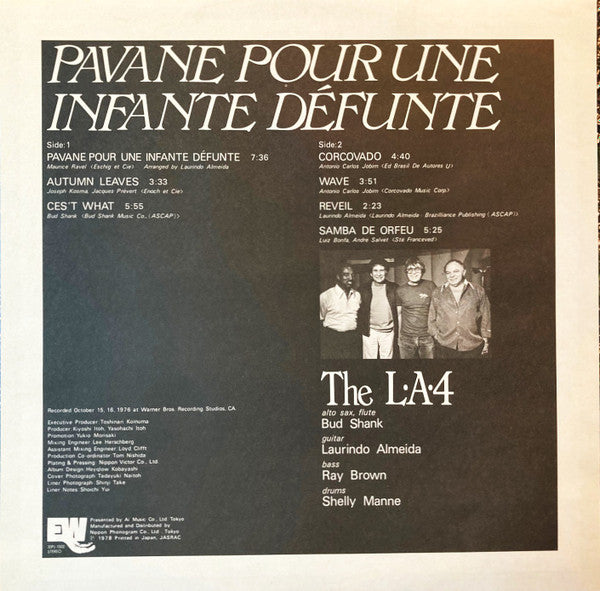 PAVANE POUR UNE
INFANTE DÉFUNTE
Side: 1
PAVANE POUR UNE INFANTE DÉFUNTE 7:36
Maurice Ravel (Eschig et Cie) Arranged by Laurindo Almeida
AUTUMN LEAVES 3:33
Joseph Kosma, Jacques Prévert (Enoch et Cie)
CES'T WHAT 5:55
Bud Shank (Bud Shank Music Co., (ASCAP))
Side: 2
CORCOVADO 4:40
Antonio Carlos Jobim (Ed Brasil De Autores U)
WAVE 3:51
Antonio Carlos Jobim (Corcovado Music Corp)
REVEIL 2:23
Laurindo Almeida (Laurindo Almeida: Brazilliance Publishing (ASCAP))
SAMBA DE ORFEU 5:25
Luiz Bonfa, Andre Salvet (Sté Franceved)
The L.A.4
alto sax, flute
Bud Shank
guitar
Laurindo Almeida
bass
Ray Brown
drums
Shelly Manne
Recorded October 15, 16, 1976 at Warner Bros. Recording Studios, CA
Executive Producer: Toshinari Koinuma
Producer: Kiyoshi Itoh, Yasohachi Itoh
Promotion: Yukio Morisaki
Mixing Engineer: Lee Herschberg
Assistant Mixing Engineer: Loyd Clifft
Production Co-ordinator: Tom Nishida
Plating & Pressing: Nippon Victor Co., Ltd.
Album Design: Heyglow Kobayashi
Cover Photograph: Tadayuki Naitoh
Liner Photograph: Shinji Take
Liner Notes: Shoichi Yui
EW
STEREO
Presented by Ai Music Co., Ltd. Tokyo
Manufactured and Distributed by
Nippon Phonogram Co., Ltd. Tokyo
℗ 1978 Printed in Japan, JASRAC